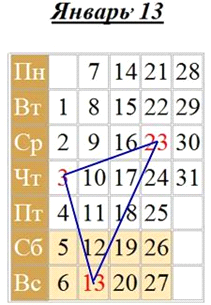 Январь, 13
Пн 7 14 21 28
Вт 1 8 15 22 29
Ср 2 9 16 23 30
Чт 3 10 17 24 31
Пт 4 11 18 25
Сб 5 12 19 26
Вс 6 13 20 27